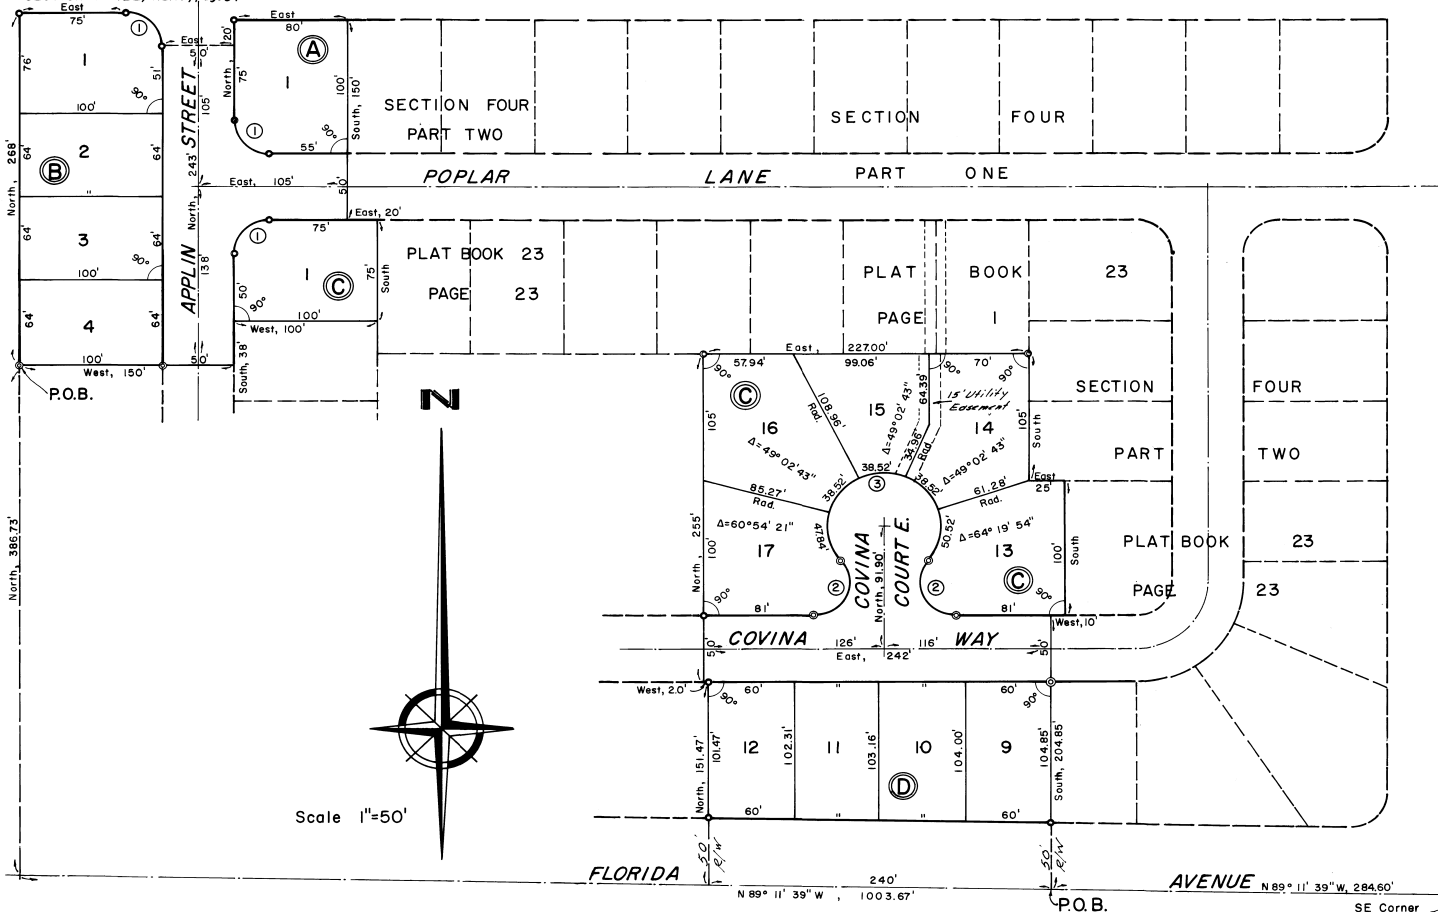 East
75'
1
East
80'
A
1
East
50'
20'
North,
75'
1
76'
51'
90°
100'
100'
South, 150'
90°
55'
1
105'
STREET
243'
SECTION FOUR
PART TWO
SECTION FOUR
PART ONE
North, 268'
B
64'
2
64'
"
East, 105'
50'
POPLAR LANE
64'
3
64'
90°
100'
North,
138'
APPLIN
East, 20'
75'
1
1
C
75'
South
50'
90°
100'
West, 100'
PLAT BOOK 23
PAGE 23
PLAT BOOK
PAGE 1
23
64'
4
64'
100'
West, 150'
50'
South, 38'
P.O.B.
East, 227.00'
57.94'
99.06'
70'
90°
90°
90°
C
16
15
14
105'
108.96'
Rad.
64.39
15' Utility
Easement
34.96'
Rad.
105'
South
Δ=49°02'43"
Δ=49°02'43"
Δ=49°02'43"
38.52'
38.52'
38.52'
3
85.27'
Rad.
61.28'
Rad.
East
25'
SECTION FOUR
PART TWO
PLAT BOOK 23
PAGE 23
N
North, 255'
100'
Δ=60°54'21"
17
47.84'
50.52'
Δ=64°19'54"
13
C
100'
South
COVINA
COURT E.
North, 91.90'
2
2
90°
81'
81'
90°
West, 10'
50'
COVINA WAY
126'
116'
East, 242'
50'
North, 386.73'
West, 2.0'
60'
"
"
60'
90°
90°
North, 151.47'
101.47'
12
102.31'
11
103.16'
10
104.00'
9
104.85'
South, 204.85'
D
60'
"
"
60'
Scale 1"=50'
50'
R/W
50'
R/W
FLORIDA AVENUE
240'
N 89° 11' 39" W, 1003.67'
N 89° 11' 39" W, 284.60'
P.O.B.
SE Corner